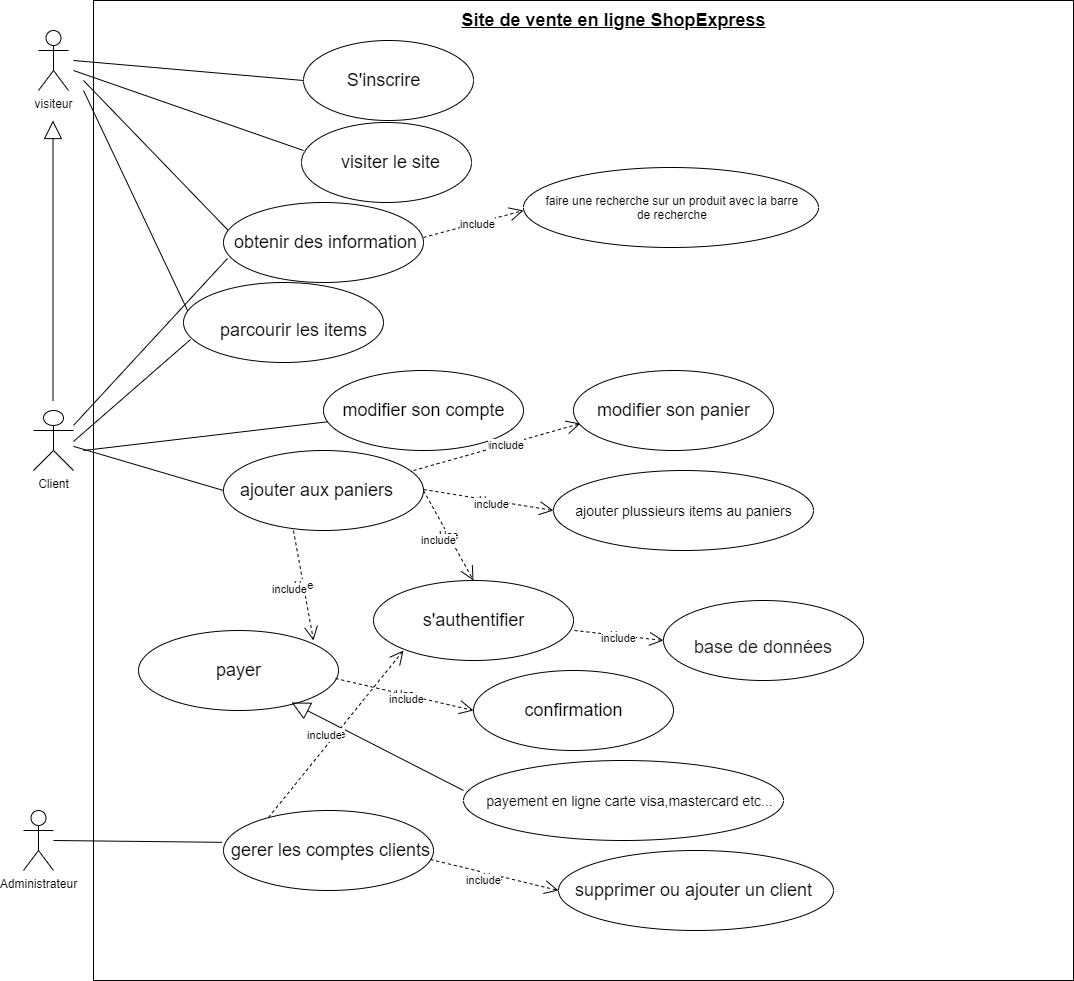 Site de vente en ligne ShopExpress
visiteur
S'inscrire
visiter le site
faire une recherche sur un produit avec la barre
de recherche
include
obtenir des information
parcourir les items
Client
modifier son compte
modifier son panier
include
ajouter aux paniers
include
ajouter plussieurs items au paniers
include
include
s'authentifier
include
base de données
payer
include
confirmation
include
payement en ligne carte visa,mastercard etc...
Administrateur
gerer les comptes clients
include
supprimer ou ajouter un client